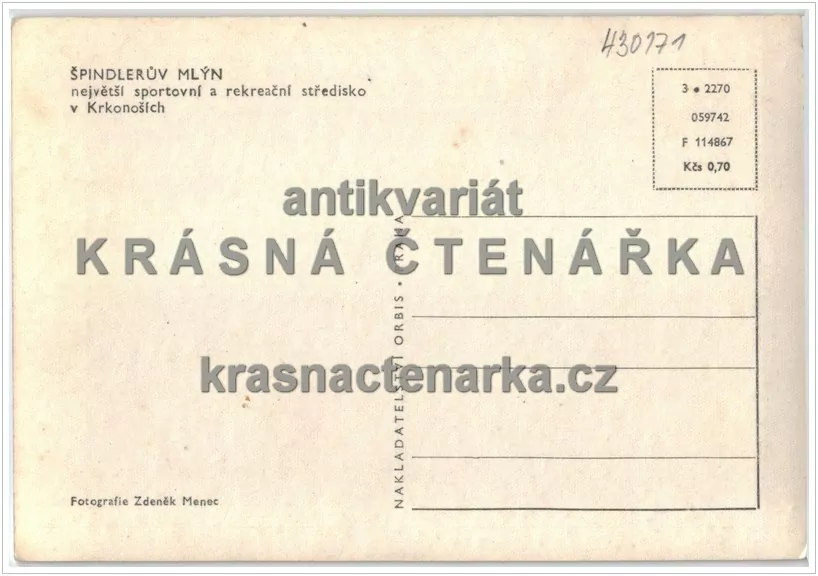 430171
ŠPINDLERŮV MLÝN
největší sportovní a rekreační středisko
v Krkonoších
3 • 2270
059742
F 114867
Kčs 0,70
antikvariát
KRÁSNÁ ČTENÁŘKA
krasnactenarka.cz
NAKLADATELSTVÍ ORBIS • PRAHA
Fotografie Zdeněk Menec